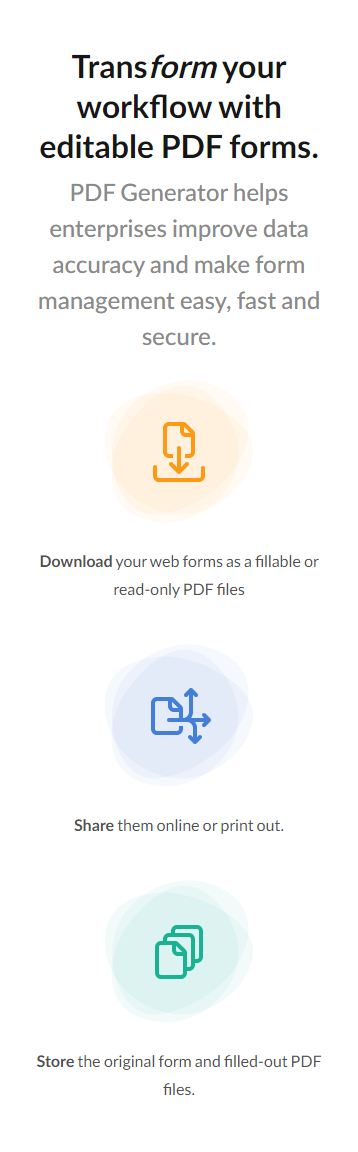 Transform your
workflow with
editable PDF forms.
PDF Generator helps
enterprises improve data
accuracy and make form
management easy, fast and
secure.
Download your web forms as a fillable or
read-only PDF files
Share them online or print out.
Store the original form and filled-out PDF
files.